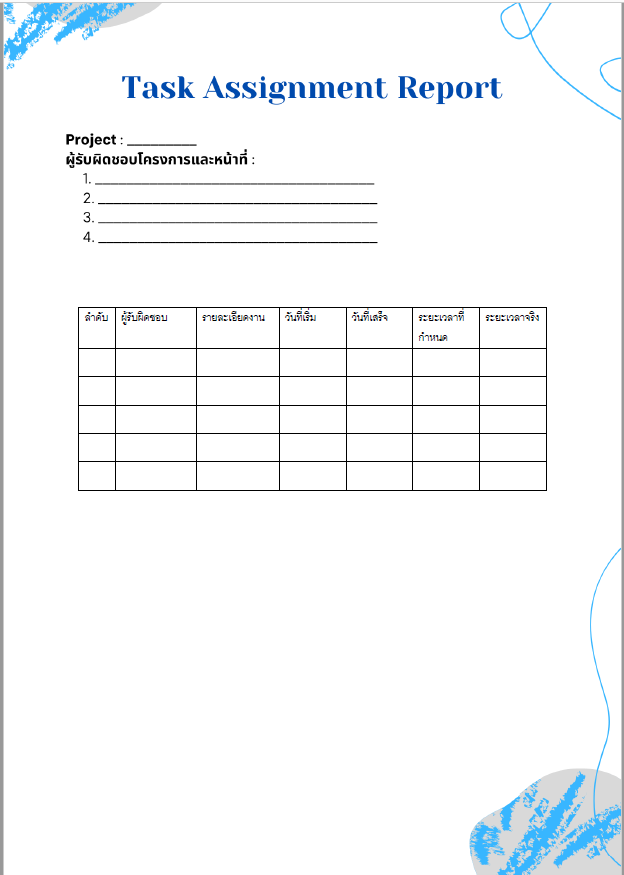 Task Assignment Report
Project : __________
ผู้รับผิดชอบโครงการและหน้าที่ :
1. ________________________________________
2. ________________________________________
3. ________________________________________
4. ________________________________________
ลำดับ ผู้รับผิดชอบ รายละเอียดงาน วันที่เริ่ม วันที่เสร็จ ระยะเวลาที่ ระยะเวลาจริง
กำหนด